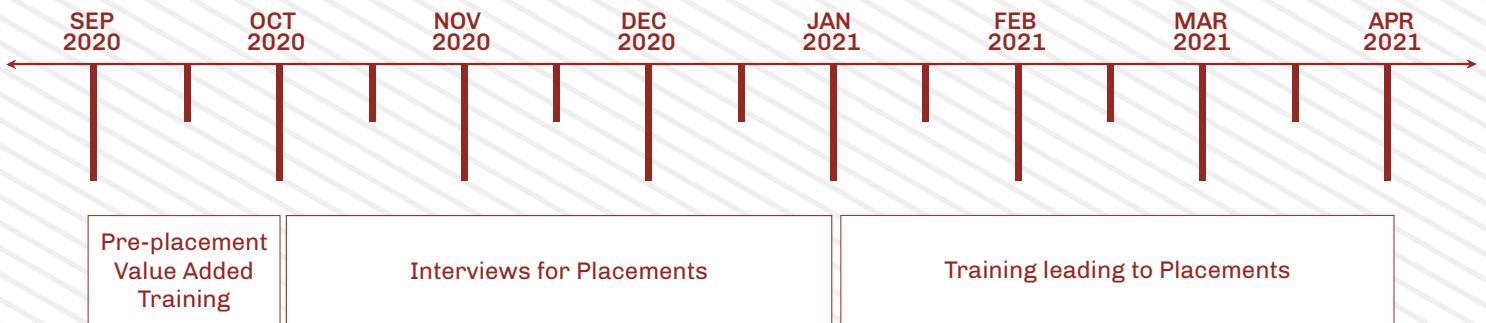 SEP OCT NOV DEC JAN FEB MAR APR
2020 2020 2020 2020 2021 2021 2021 2021
Pre-placement
Value Added
Training
Interviews for Placements
Training leading to Placements